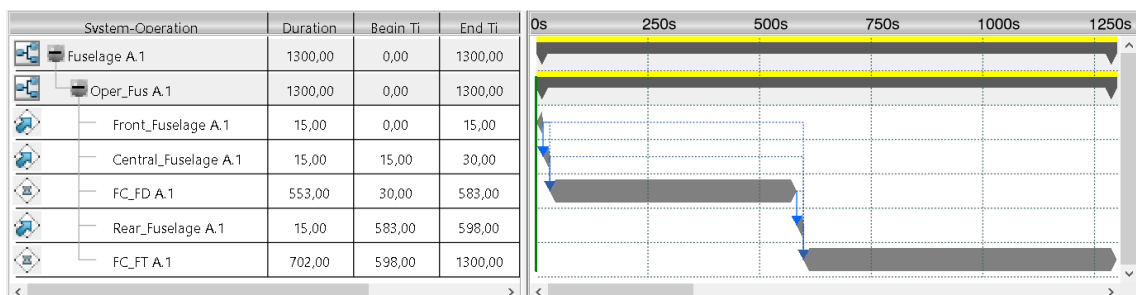 System-Operation Duration Begin Ti End Ti 0s 250s 500s 750s 1000s 1250s
Fuselage A.1 1300,00 0,00 1300,00
Oper_Fus A.1 1300,00 0,00 1300,00
Front_Fuselage A.1 15,00 0,00 15,00
Central_Fuselage A.1 15,00 15,00 30,00
FC_FD A.1 553,00 30,00 583,00
Rear_Fuselage A.1 15,00 583,00 598,00
FC_FT A.1 702,00 598,00 1300,00